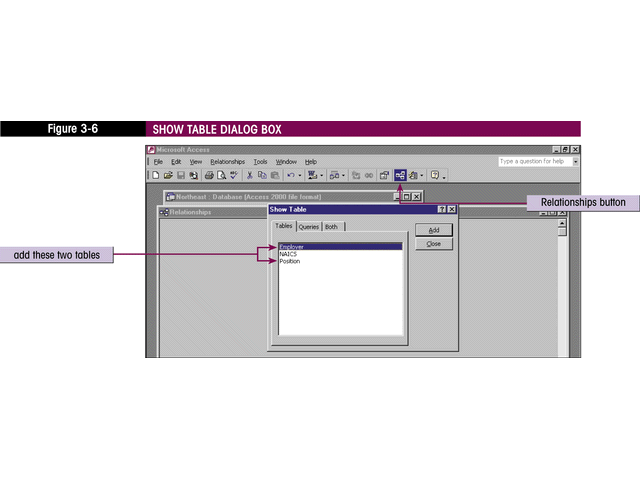 Figure 3-6 SHOW TABLE DIALOG BOX
Microsoft Access
File Edit View Relationships Tools Window Help Type a question for help
Relationships button
Northeast : Database (Access 2000 file format)
Relationships
Show Table
Tables Queries Both
Add
Close
add these two tables
Employer
NAICS
Position